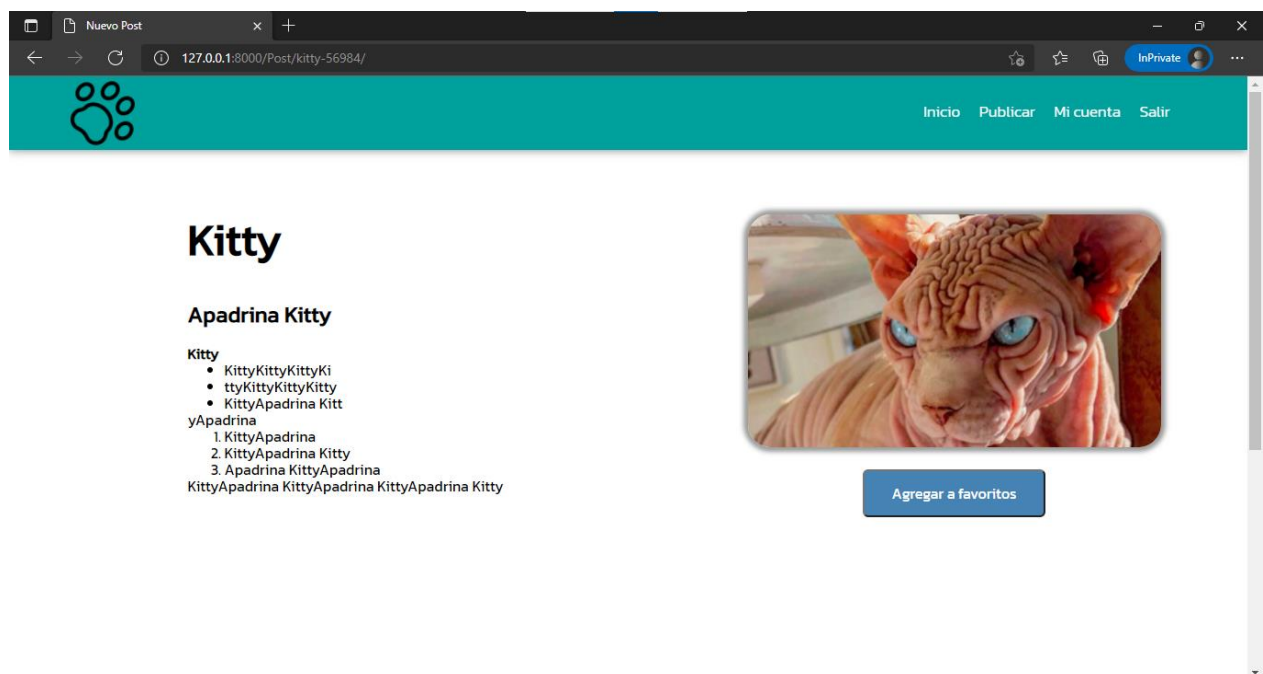 Nuevo Post
127.0.0.1:8000/Post/kitty-56984/
InPrivate
Inicio Publicar Mi cuenta Salir
Kitty
Apadrina Kitty
Kitty
• KittyKittyKittyKi
• ttyKittyKittyKitty
• KittyApadrina Kitt
yApadrina
1. KittyApadrina
2. KittyApadrina Kitty
3. Apadrina KittyApadrina
KittyApadrina KittyApadrina KittyApadrina Kitty
Agregar a favoritos